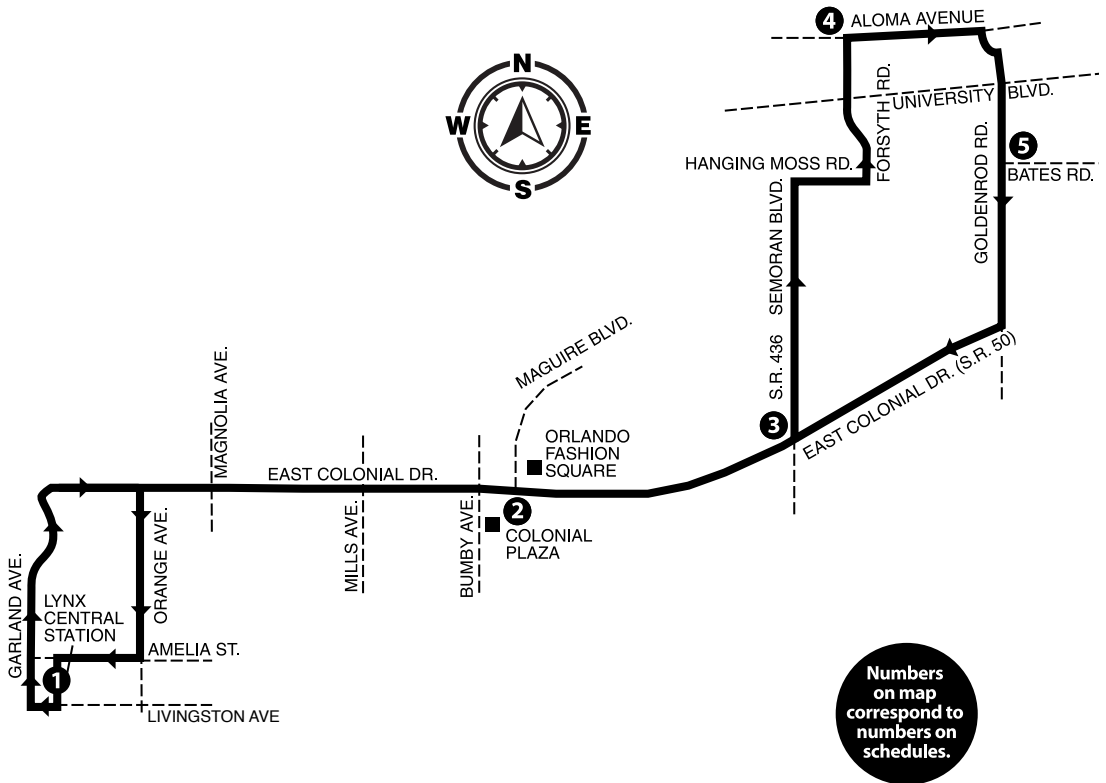 4
ALOMA AVENUE
N
W
E
S
FORSYTH RD.
UNIVERSITY BLVD.
HANGING MOSS RD.
5
BATES RD.
GOLDENROD RD.
SEMORAN BLVD.
S.R. 436
MAGUIRE BLVD.
EAST COLONIAL DR. (S.R. 50)
3
MAGNOLIA AVE.
ORLANDO
FASHION
SQUARE
EAST COLONIAL DR.
2
COLONIAL
PLAZA
MILLS AVE.
BUMBY AVE.
ORANGE AVE.
GARLAND AVE.
LYNX
CENTRAL
STATION
AMELIA ST.
1
LIVINGSTON AVE
Numbers
on map
correspond to
numbers on
schedules.